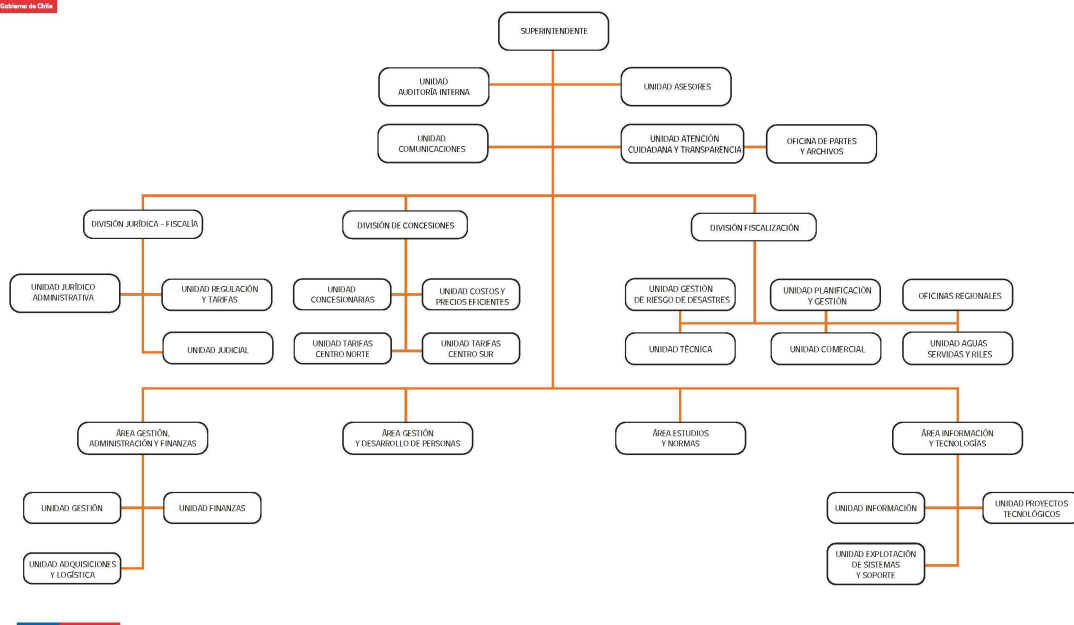 Gobierno de Chile
SUPERINTENDENTE
UNIDAD
AUDITORÍA INTERNA
UNIDAD ASESORES
UNIDAD
COMUNICACIONES
UNIDAD ATENCIÓN
CUIDADANA Y TRANSPARENCIA
OFICINA DE PARTES
Y ARCHIVOS
DIVISIÓN JURÍDICA - FISCALÍA
DIVISIÓN DE CONCESIONES
DIVISIÓN FISCALIZACIÓN
UNIDAD JURÍDICO
ADMINISTRATIVA
UNIDAD REGULACIÓN
Y TARIFAS
UNIDAD JUDICIAL
UNIDAD
CONCESIONARIAS
UNIDAD COSTOS Y
PRECIOS EFICIENTES
UNIDAD TARIFAS
CENTRO NORTE
UNIDAD TARIFAS
CENTRO SUR
UNIDAD GESTIÓN
DE RIESGO DE DESASTRES
UNIDAD PLANIFICACIÓN
Y GESTIÓN
OFICINAS REGIONALES
UNIDAD TÉCNICA
UNIDAD COMERCIAL
UNIDAD AGUAS
SERVIDAS Y RILES
ÁREA GESTIÓN,
ADMINISTRACIÓN Y FINANZAS
ÁREA GESTIÓN
Y DESARROLLO DE PERSONAS
ÁREA ESTUDIOS
Y NORMAS
ÁREA INFORMACIÓN
Y TECNOLOGÍAS
UNIDAD GESTIÓN
UNIDAD FINANZAS
UNIDAD ADQUISICIONES
Y LOGÍSTICA
UNIDAD INFORMACIÓN
UNIDAD PROYECTOS
TECNOLÓGICOS
UNIDAD EXPLOTACIÓN
DE SISTEMAS
Y SOPORTE